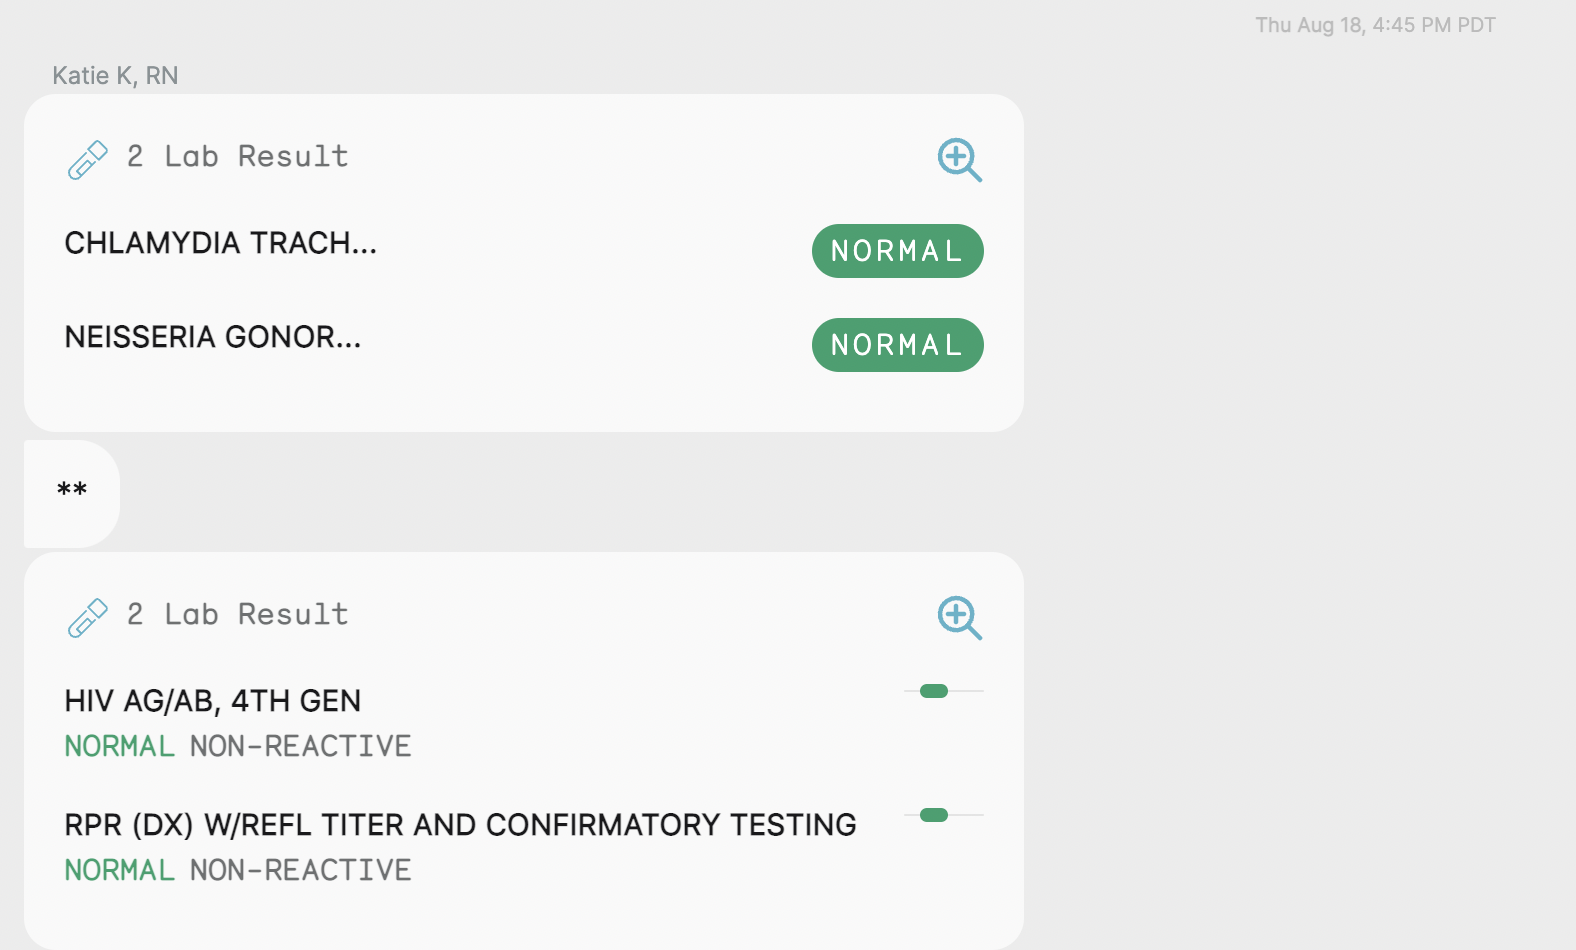 Thu Aug 18, 4:45 PM PDT
Katie K, RN
2 Lab Result
CHLAMYDIA TRACH...
NORMAL
NEISSERIA GONOR...
NORMAL
**
2 Lab Result
HIV AG/AB, 4TH GEN
NORMAL NON-REACTIVE
RPR (DX) W/REFL TITER AND CONFIRMATORY TESTING
NORMAL NON-REACTIVE